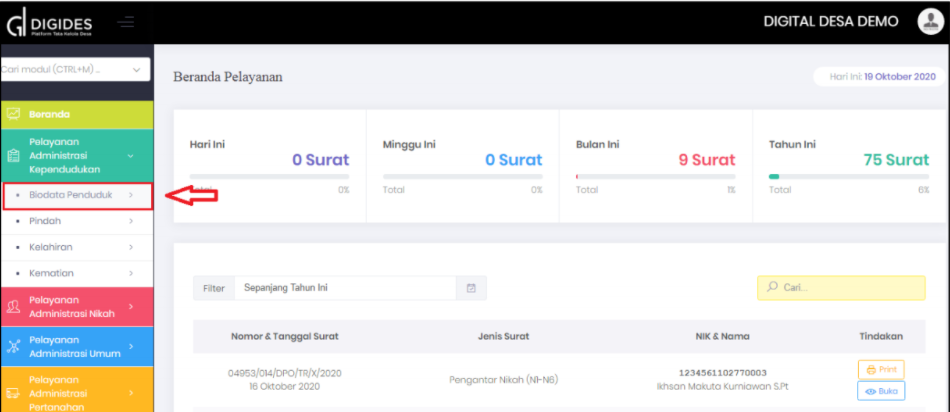 DIGIDES
Platform Tata Kelola Desa
DIGITAL DESA DEMO
Cari modul (CTRL+M) ...
Beranda Pelayanan
Hari Ini: 19 Oktober 2020
Beranda
Pelayanan
Administrasi
Kependudukan
Biodata Penduduk
Pindah
Kelahiran
Kematian
Pelayanan
Administrasi Nikah
Pelayanan
Administrasi Umum
Pelayanan
Administrasi
Pertanahan
Hari Ini
0 Surat
Total 0%
Minggu Ini
0 Surat
Total 0%
Bulan Ini
9 Surat
Total 1%
Tahun Ini
75 Surat
Total 6%
Filter Sepanjang Tahun Ini
Cari...
Nomor & Tanggal Surat Jenis Surat NIK & Nama Tindakan
04953/014/DPO/TR/X/2020
16 Oktober 2020
Pengantar Nikah (N1-N6)
1234561102770003
Ikhsan Makuta Kurniawan S.Pt
Print
Buka